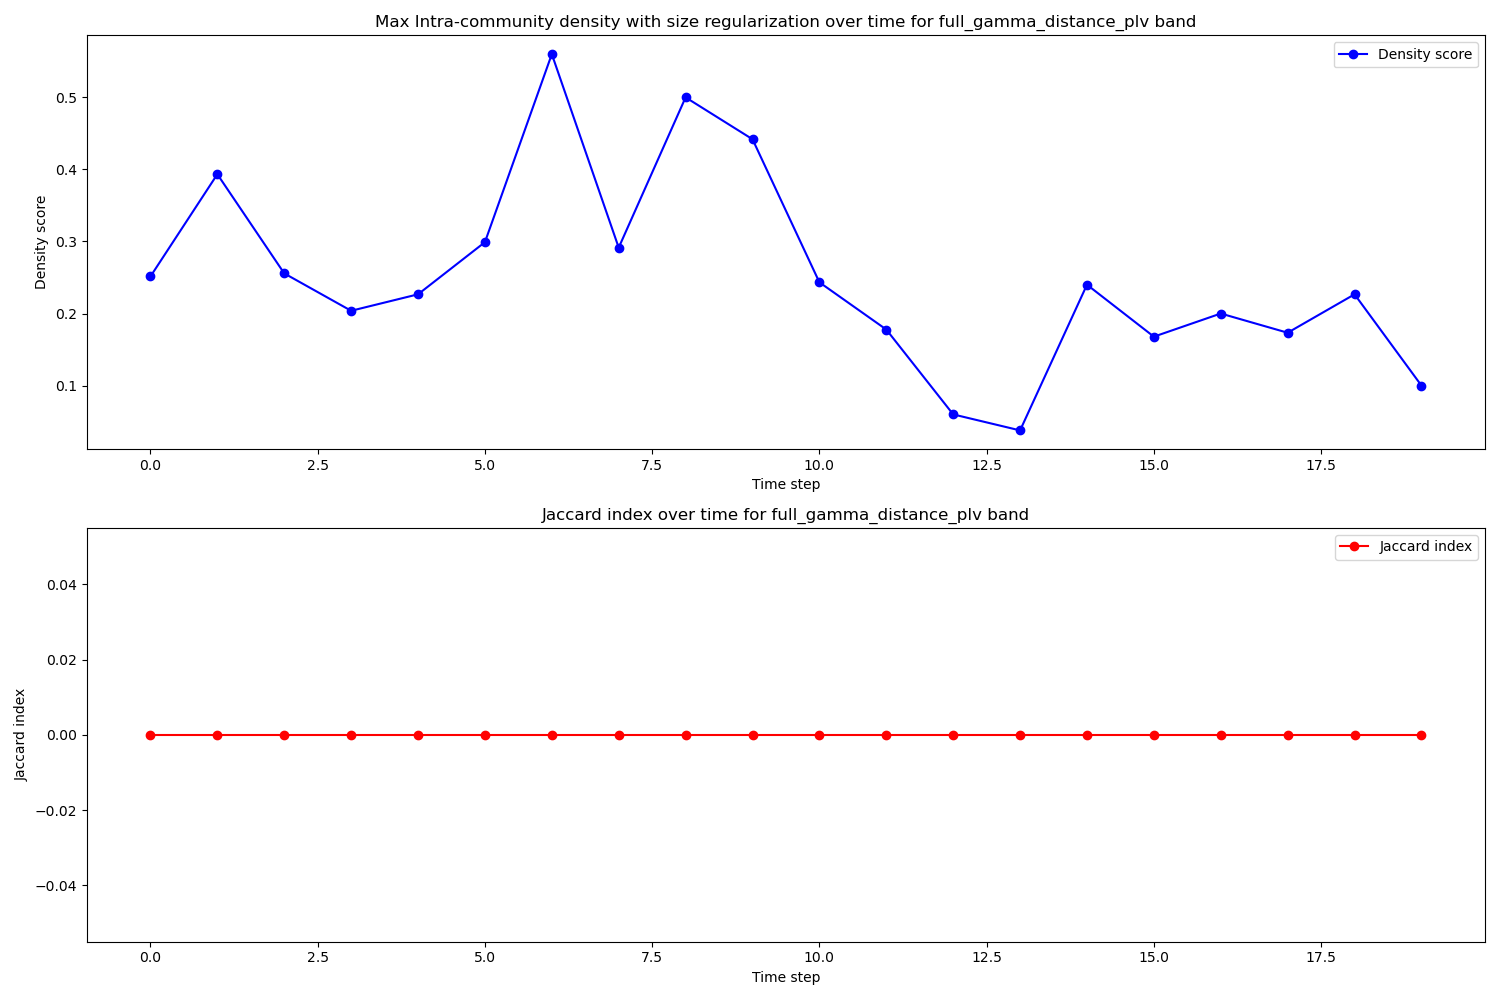 Max Intra-community density with size regularization over time for full_gamma_distance_plv band
Density score
0.5
0.4
0.3
0.2
0.1
Density score
0.0 2.5 5.0 7.5 10.0 12.5 15.0 17.5
Time step
Jaccard index over time for full_gamma_distance_plv band
Jaccard index
0.04
0.02
0.00
−0.02
−0.04
Jaccard index
0.0 2.5 5.0 7.5 10.0 12.5 15.0 17.5
Time step